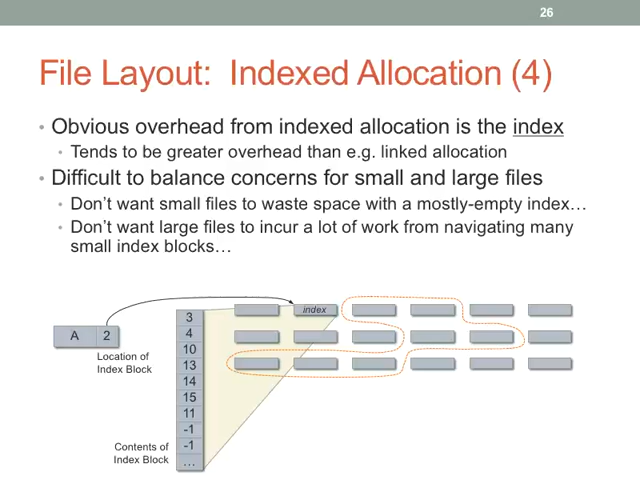 26
File Layout: Indexed Allocation (4)
• Obvious overhead from indexed allocation is the index
• Tends to be greater overhead than e.g. linked allocation
• Difficult to balance concerns for small and large files
• Don't want small files to waste space with a mostly-empty index…
• Don't want large files to incur a lot of work from navigating many
small index blocks…
index
A 2
Location of
Index Block
3
4
10
13
14
15
11
-1
-1
…
Contents of
Index Block